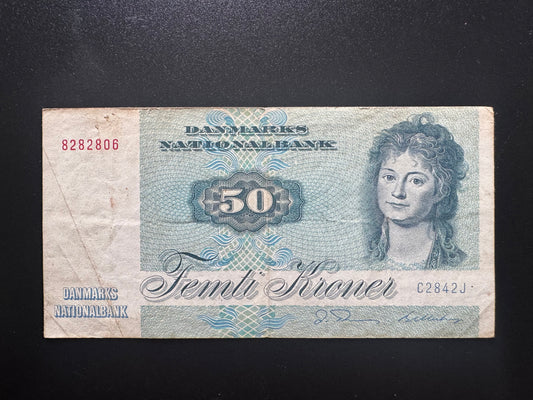 DANMARKS
NATIONALBANK
8282806
50
Femti Kroner
C2842J
DANMARKS
NATIONALBANK